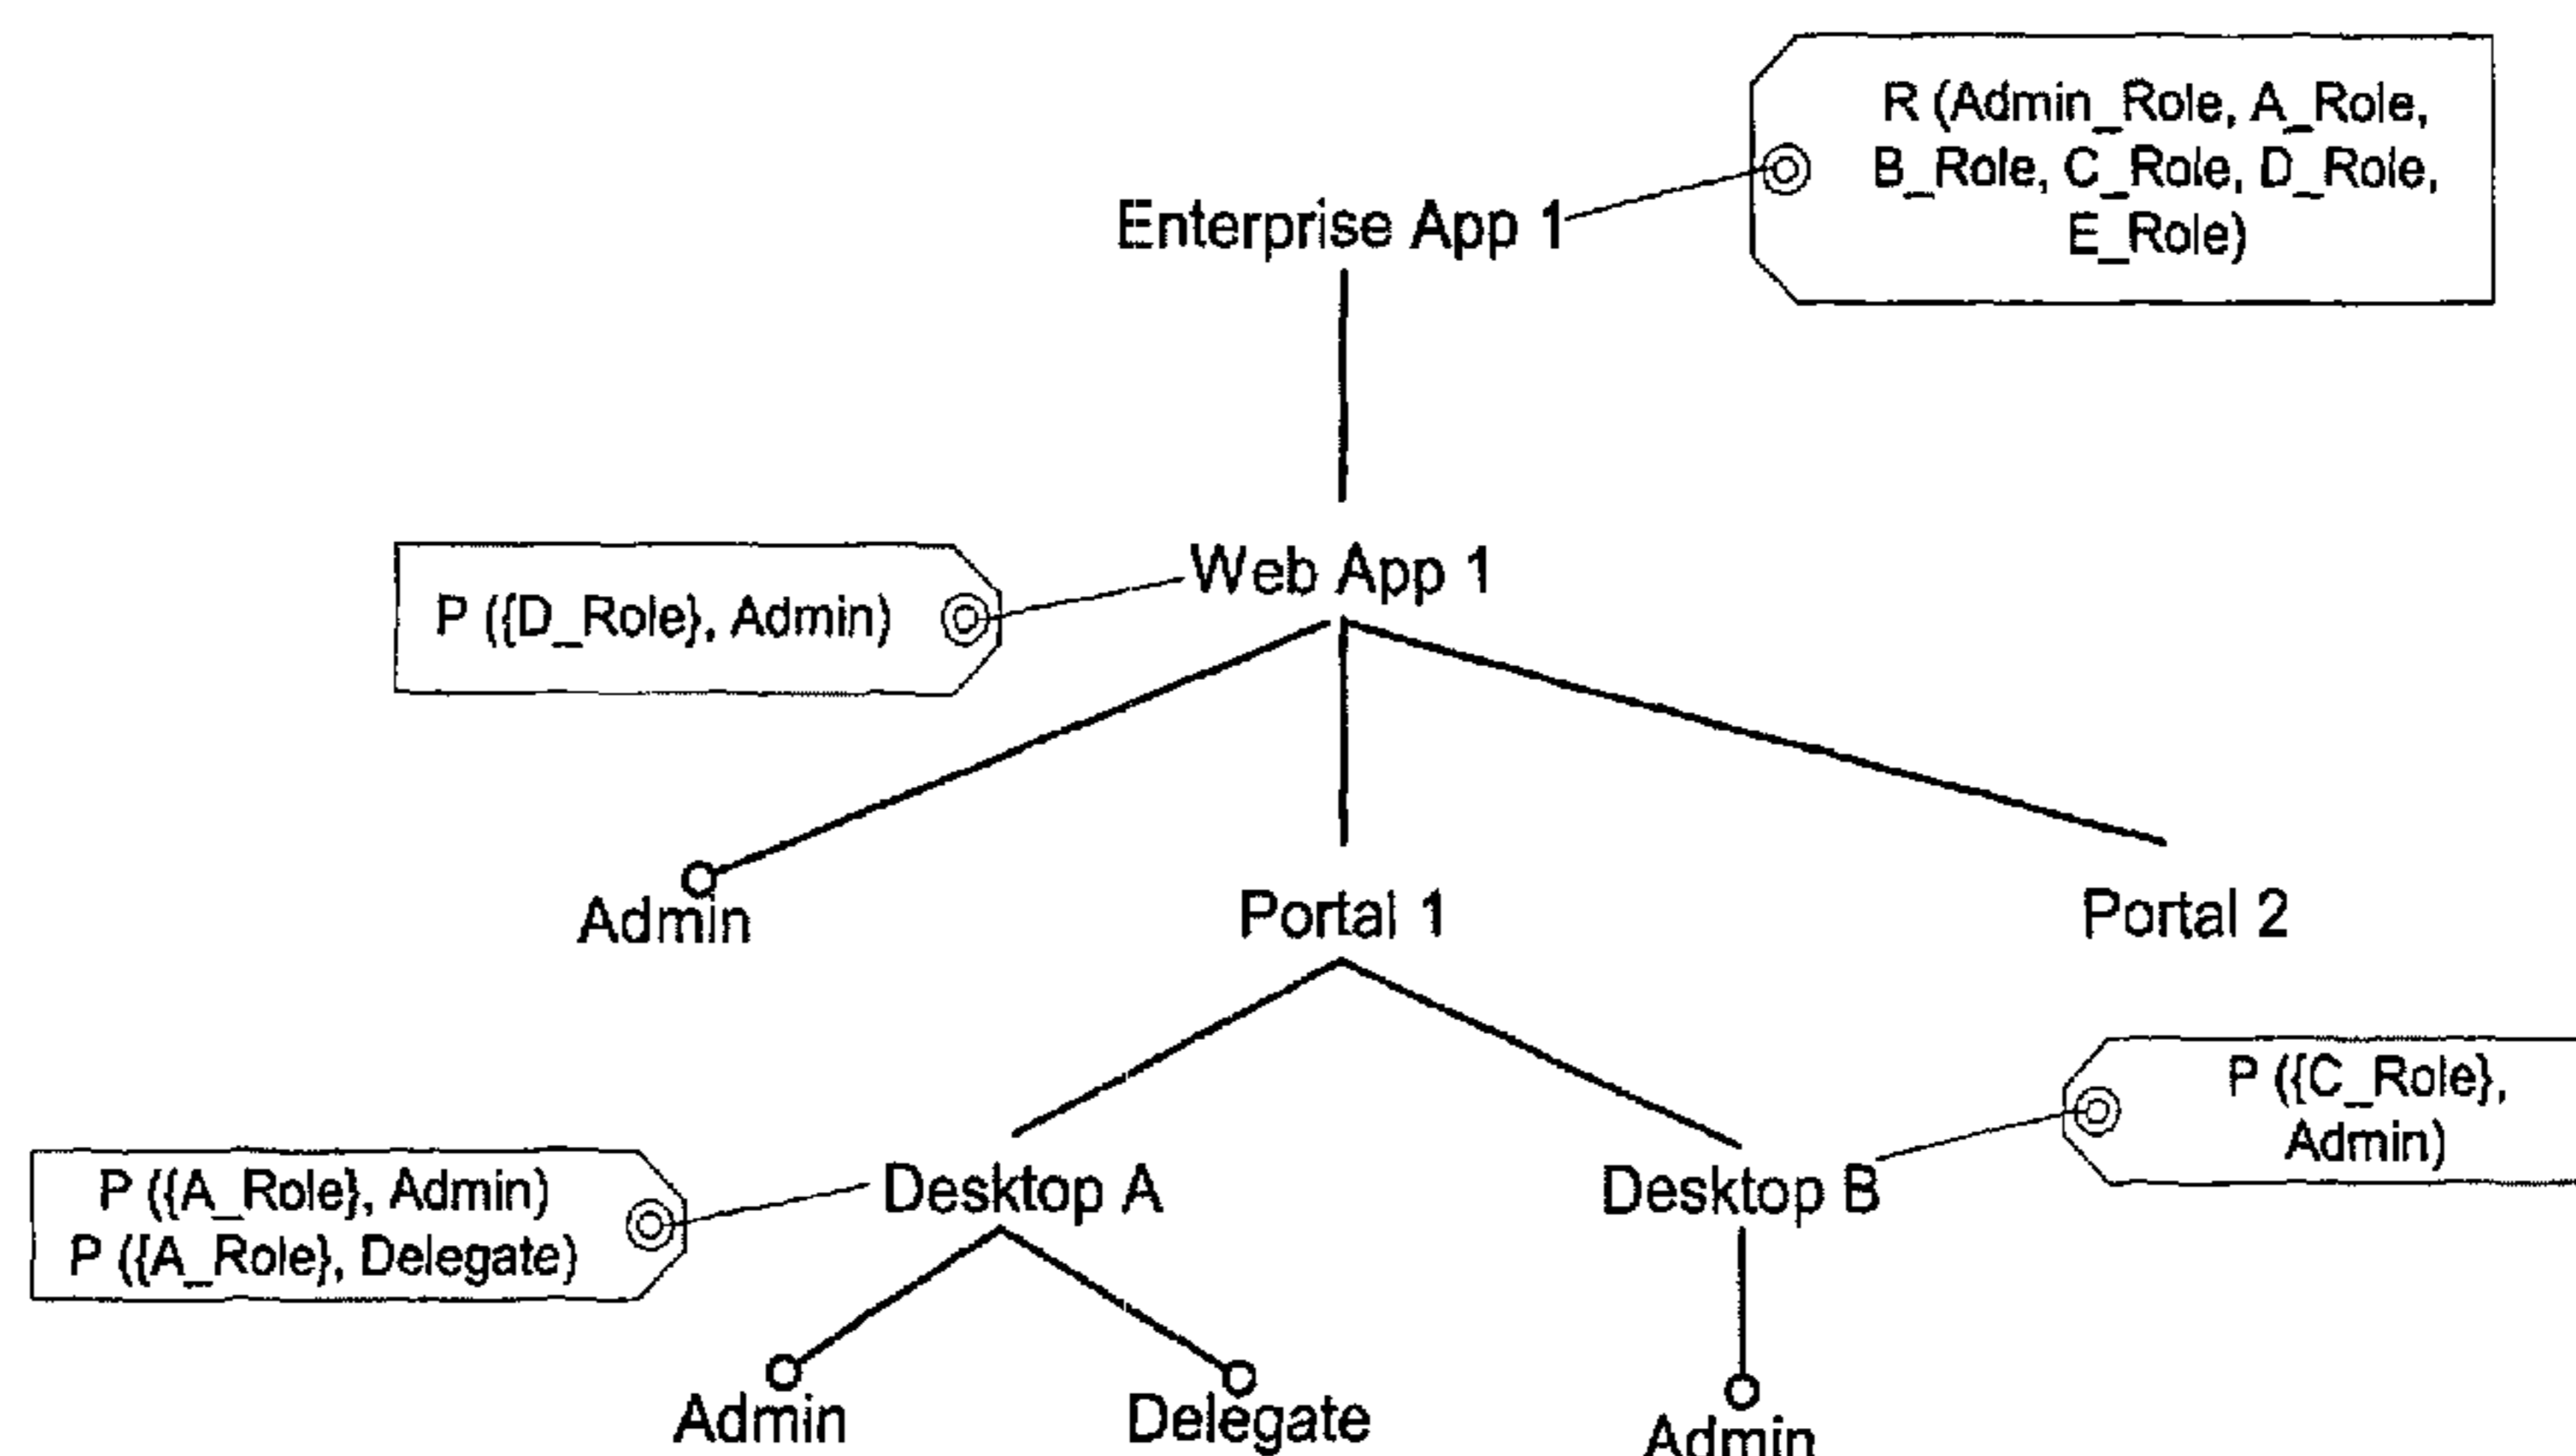 R (Admin_Role, A_Role,
B_Role, C_Role, D_Role,
E_Role)
Enterprise App 1
Web App 1
P ({D_Role}, Admin)
Admin
Portal 1
Portal 2
P ({C_Role},
Admin)
P ({A_Role}, Admin)
P ({A_Role}, Delegate)
Desktop A
Desktop B
Admin
Delegate
Admin